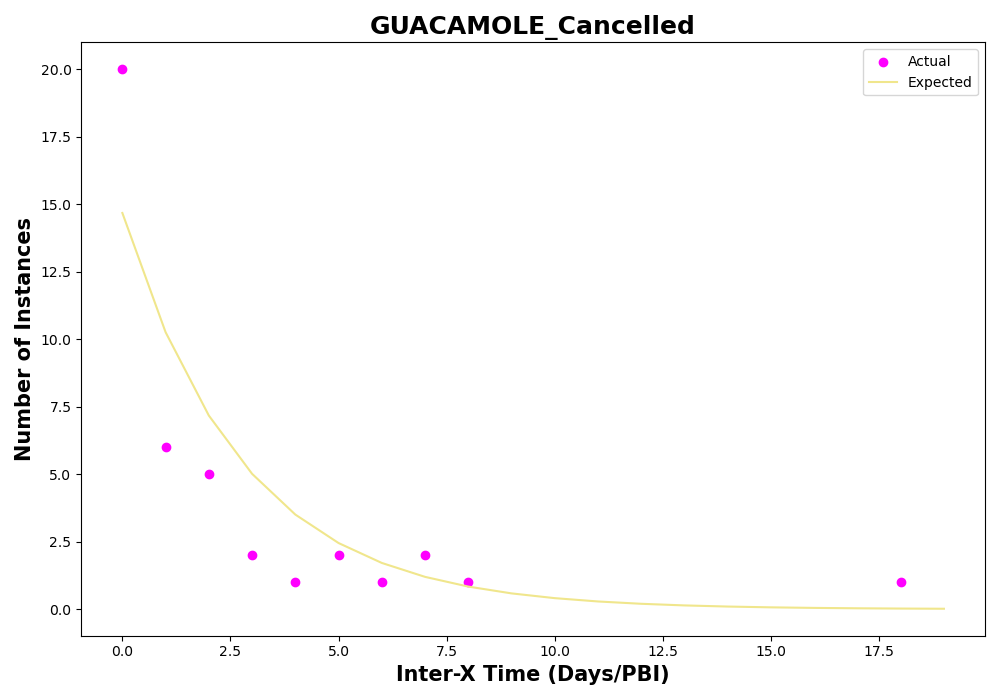 GUACAMOLE_Cancelled
Actual
Expected
Number of Instances
20.0
17.5
15.0
12.5
10.0
7.5
5.0
2.5
0.0
0.0 2.5 5.0 7.5 10.0 12.5 15.0 17.5
Inter-X Time (Days/PBI)